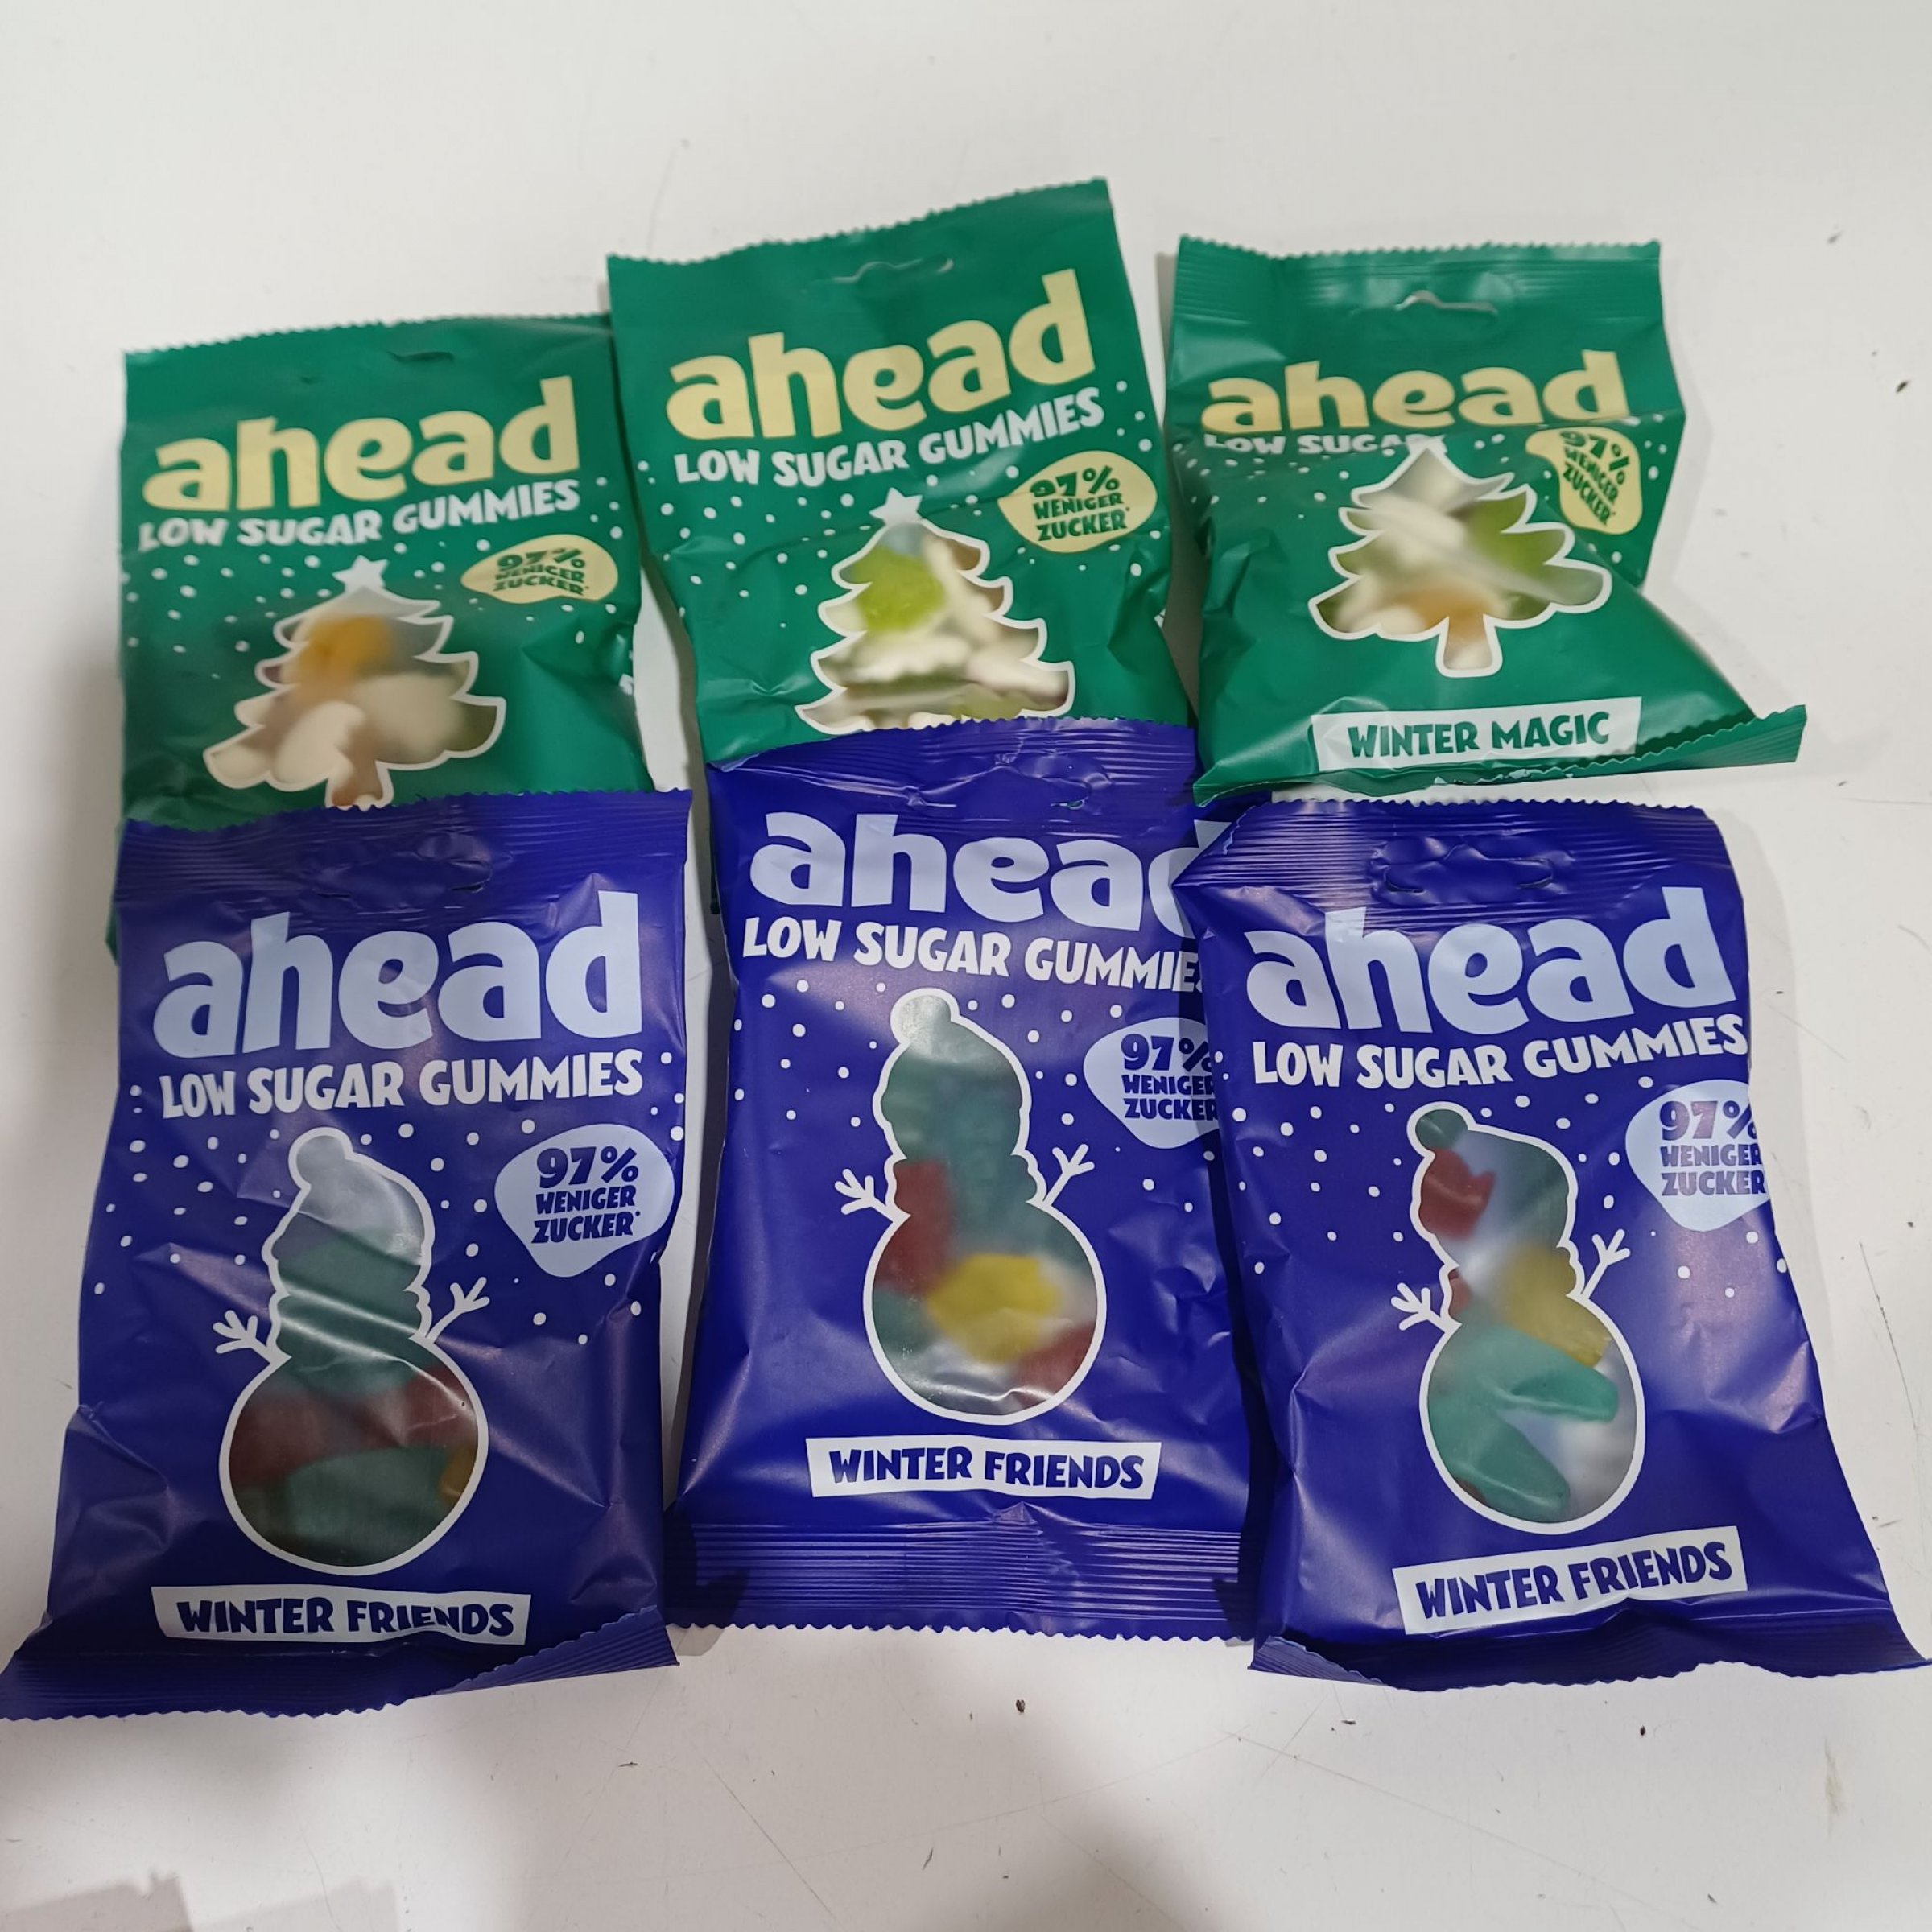 ahead
LOW SUGAR GUMMIES
97%
WENIGER
ZUCKER*
ahead
LOW SUGAR GUMMIES
97%
WENIGER
ZUCKER*
ahead
LOW
97%
WENIGER
ZUCKER*
WINTER MAGIC
ahead
LOW SUGAR GUMMIES
97%
WENIGER
ZUCKER*
WINTER FRIENDS
ahead
LOW SUGAR GUMMIES
97%
WENIGER
ZUCKER
WINTER FRIENDS
ahead
LOW SUGAR GUMMIES
97%
WENIGER
ZUCKER
WINTER FRIENDS